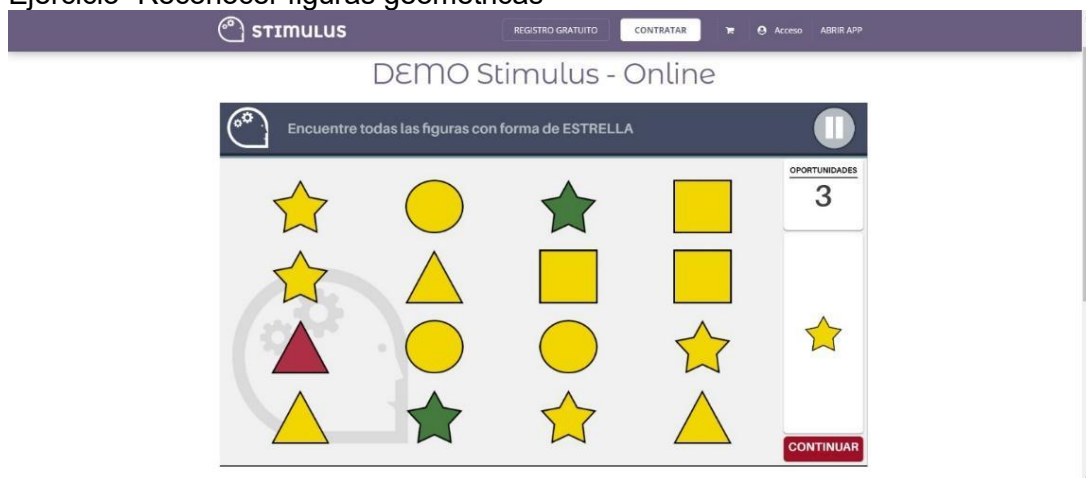 Ejercicio "Reconocer figuras geométricas"
STIMULUS REGISTRO GRATUITO CONTRATAR Acceso ABRIR APP
DEMO Stimulus - Online
Encuentre todas las figuras con forma de ESTRELLA
OPORTUNIDADES
3
CONTINUAR